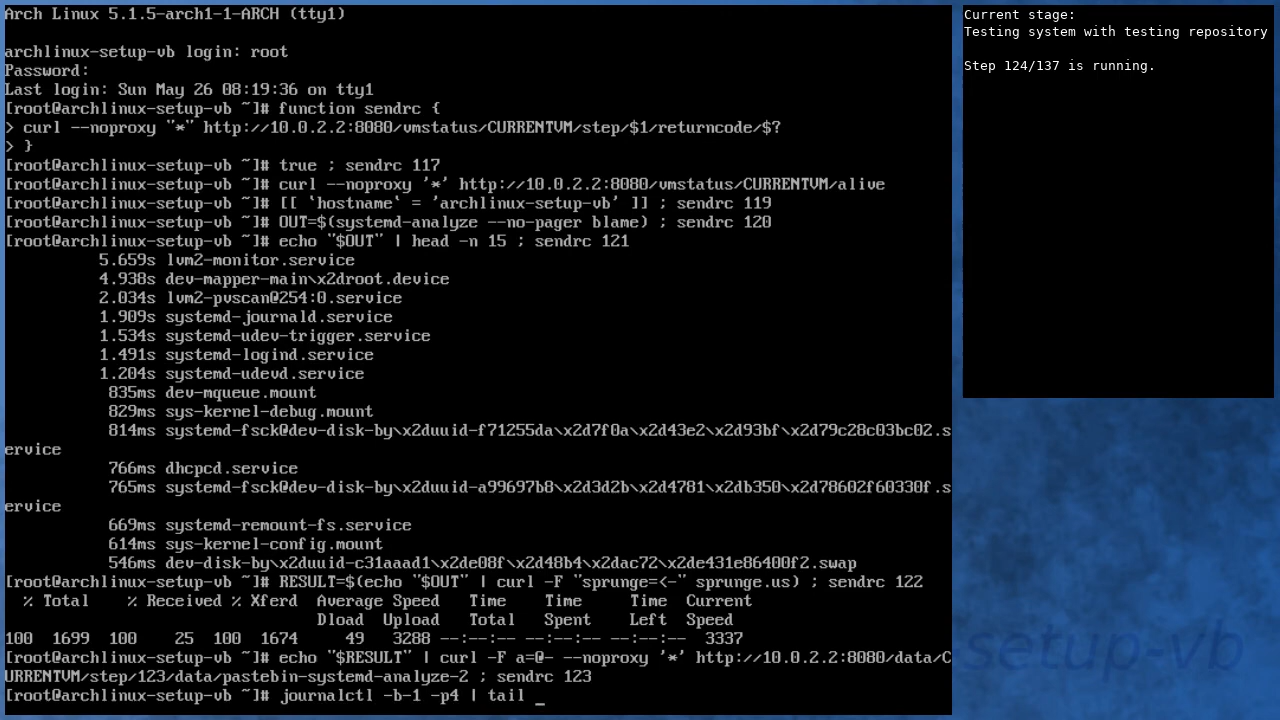 Arch Linux 5.1.5-arch1-1-ARCH (tty1)
archlinux-setup-vb login: root
Password:
Last login: Sun May 26 08:19:36 on tty1
[root@archlinux-setup-vb ~]# function sendrc {
> curl --noproxy "*" http://10.0.2.2:8080/vmstatus/CURRENTVM/step/$1/returncode/$?
> }
[root@archlinux-setup-vb ~]# true ; sendrc 117
[root@archlinux-setup-vb ~]# curl --noproxy '*' http://10.0.2.2:8080/vmstatus/CURRENTVM/alive
[root@archlinux-setup-vb ~]# [[ `hostname` = 'archlinux-setup-vb' ]] ; sendrc 119
[root@archlinux-setup-vb ~]# OUT=$(systemd-analyze --no-pager blame) ; sendrc 120
[root@archlinux-setup-vb ~]# echo "$OUT" | head -n 15 ; sendrc 121
5.659s lvm2-monitor.service
4.938s dev-mapper-main\x2droot.device
2.034s lvm2-pvscan@254:0.service
1.909s systemd-journald.service
1.534s systemd-udev-trigger.service
1.491s systemd-logind.service
1.204s systemd-udevd.service
835ms dev-mqueue.mount
829ms sys-kernel-debug.mount
814ms systemd-fsck@dev-disk-by\x2duuid-f71255da\x2d7f0a\x2d43e2\x2d93bf\x2d79c28c03bc02.s
ervice
766ms dhcpcd.service
765ms systemd-fsck@dev-disk-by\x2duuid-a99697b8\x2d3d2b\x2d4781\x2db350\x2d78602f60330f.s
ervice
669ms systemd-remount-fs.service
614ms sys-kernel-config.mount
546ms dev-disk-by\x2duuid-c31aaad1\x2de08f\x2d48b4\x2dac72\x2de431e86400f2.swap
[root@archlinux-setup-vb ~]# RESULT=$(echo "$OUT" | curl -F "sprunge=<-" sprunge.us) ; sendrc 122
% Total % Received % Xferd Average Speed Time Time Time Current
Dload Upload Total Spent Left Speed
100 1699 100 25 100 1674 49 3288 --:--:-- --:--:-- --:--:-- 3337
[root@archlinux-setup-vb ~]# echo "$RESULT" | curl -F a=@- --noproxy '*' http://10.0.2.2:8080/data/C
URRENTVM/step/123/data/pastebin-systemd-analyze-2 ; sendrc 123
[root@archlinux-setup-vb ~]# journalctl -b-1 -p4 | tail _
Current stage:
Testing system with testing repository
Step 124/137 is running.
setup-vb